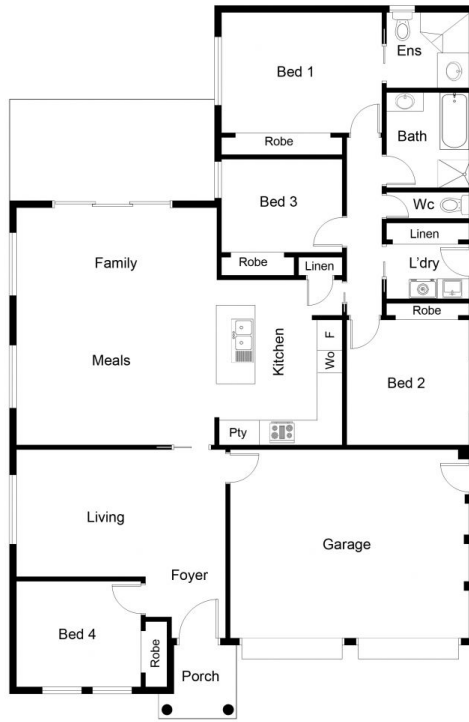 Ens
Bed 1
Bath
Robe
Bed 3
Wc
Linen
Family
Robe
Linen
L'dry
Robe
Kitchen
F
Wo
Meals
Bed 2
Pty
Living
Garage
Foyer
Bed 4
Robe
Porch